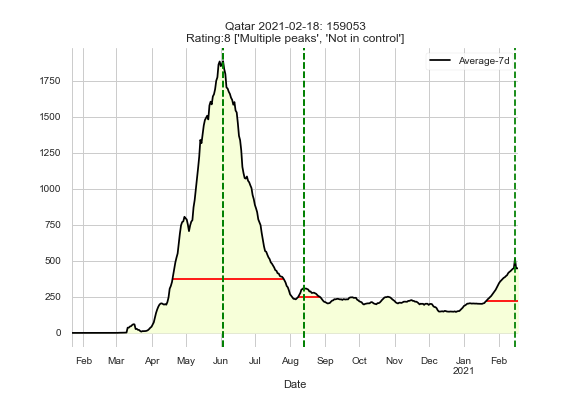 Qatar 2021-02-18: 159053
Rating:8 ['Multiple peaks', 'Not in control']
Average-7d
1750
1500
1250
1000
750
500
250
0
Feb Mar Apr May Jun Jul Aug Sep Oct Nov Dec Jan Feb
2021
Date